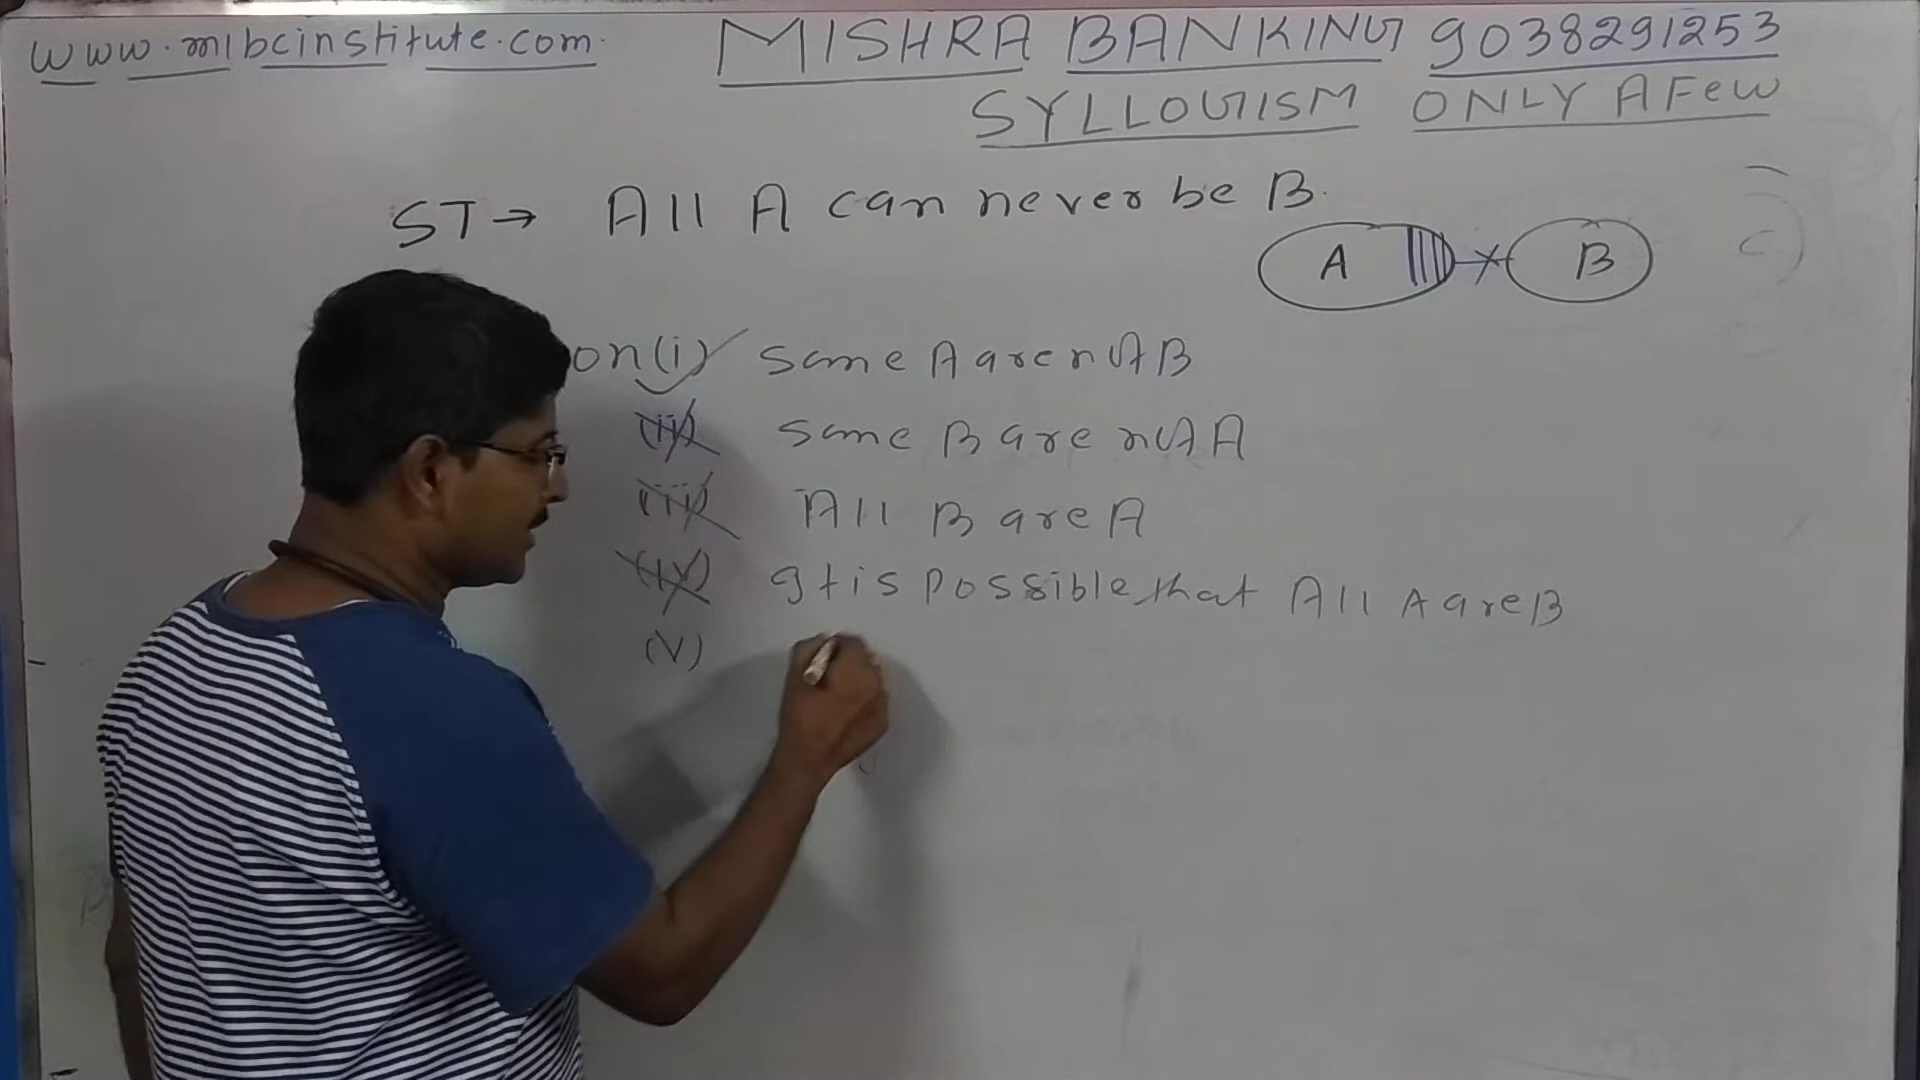 www.mibcinstitute.com. MISHRA BANKING 9038291253
SYLLOGISM ONLY A Few
ST→ All A can never be B.
A B
on(i) some A are not B
(ii) some B are not A
(iii) All B are A
(iv) It is possible that All A are B
(V)